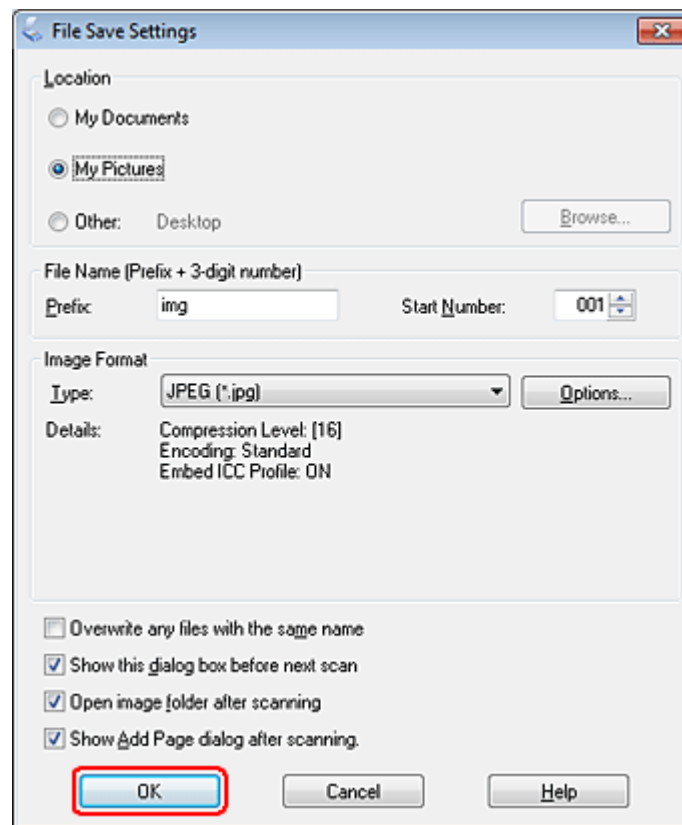 File Save Settings
Location
My Documents
My Pictures
Other: Desktop Browse...
File Name (Prefix + 3-digit number)
Prefix: img Start Number: 001
Image Format
Type: JPEG (*.jpg) Options...
Details: Compression Level: [16]
Encoding: Standard
Embed ICC Profile: ON
Overwrite any files with the same name
Show this dialog box before next scan
Open image folder after scanning
Show Add Page dialog after scanning.
OK Cancel Help